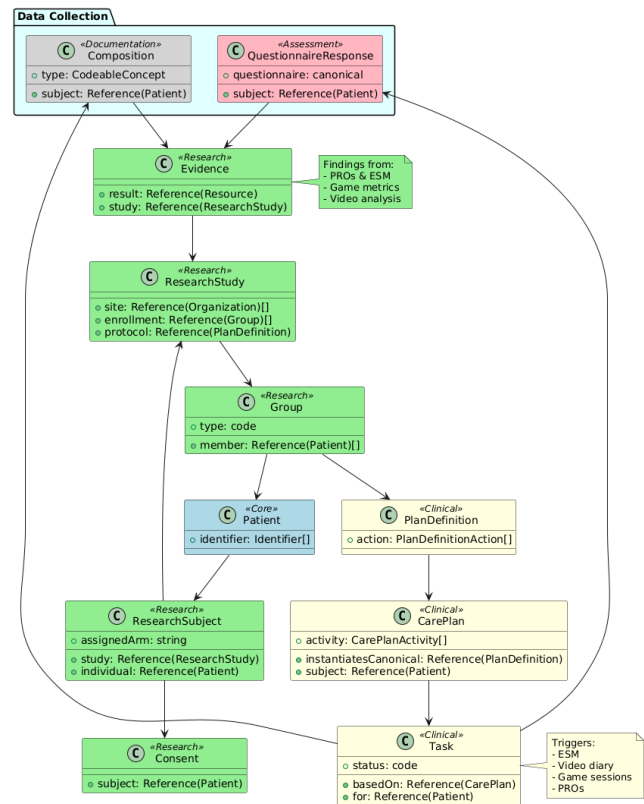 Data Collection
C «Documentation»
Composition
type: CodeableConcept
subject: Reference(Patient)
C «Assessment»
QuestionnaireResponse
questionnaire: canonical
subject: Reference(Patient)
C «Research»
Evidence
result: Reference(Resource)
study: Reference(ResearchStudy)
Findings from:
- PROs & ESM
- Game metrics
- Video analysis
C «Research»
ResearchStudy
site: Reference(Organization)[]
enrollment: Reference(Group)[]
protocol: Reference(PlanDefinition)
C «Research»
Group
type: code
member: Reference(Patient)[]
C «Core»
Patient
identifier: Identifier[]
C «Clinical»
PlanDefinition
action: PlanDefinitionAction[]
C «Research»
ResearchSubject
assignedArm: string
study: Reference(ResearchStudy)
individual: Reference(Patient)
C «Clinical»
CarePlan
activity: CarePlanActivity[]
instantiatesCanonical: Reference(PlanDefinition)
subject: Reference(Patient)
C «Research»
Consent
subject: Reference(Patient)
C «Clinical»
Task
status: code
basedOn: Reference(CarePlan)
for: Reference(Patient)
Triggers:
- ESM
- Video diary
- Game sessions
- PROs